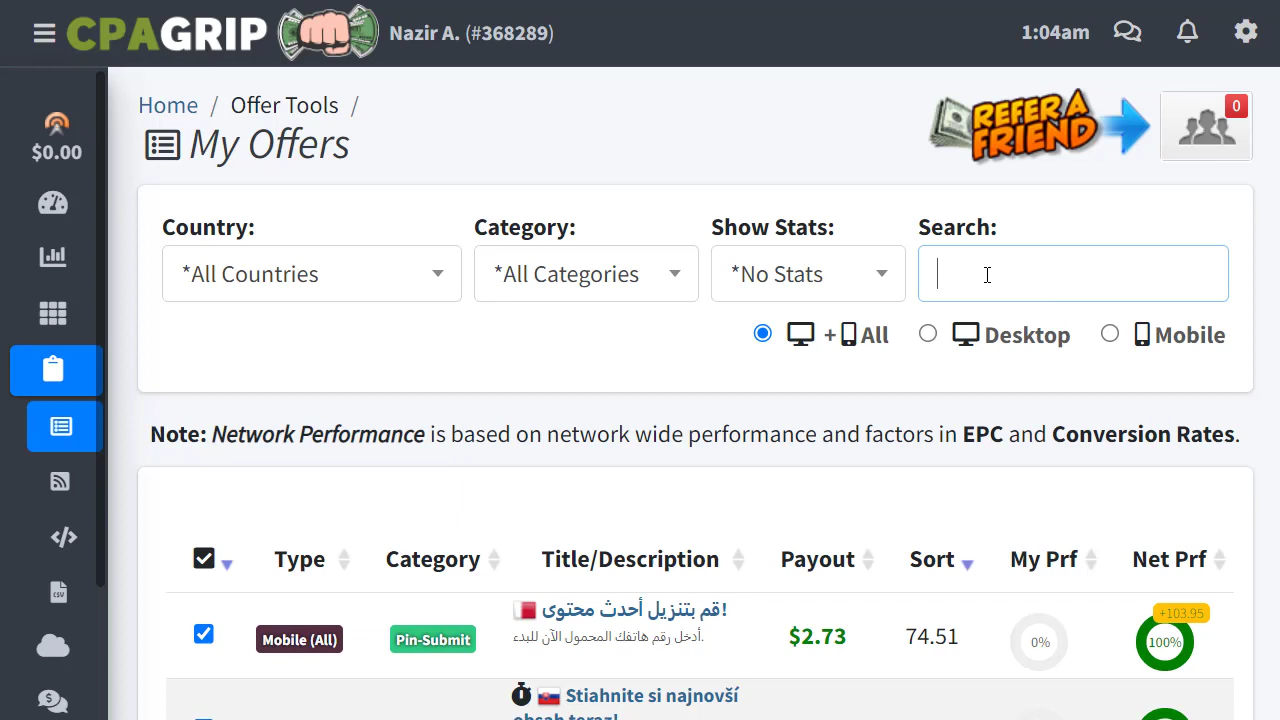 CPAGRIP Nazir A. (#368289) 1:04am
$0.00
Home / Offer Tools /
My Offers
REFER A FRIEND
0
Country: Category: Show Stats: Search:
*All Countries *All Categories *No Stats
+ All Desktop Mobile
Note: Network Performance is based on network wide performance and factors in EPC and Conversion Rates.
Type Category Title/Description Payout Sort My Prf Net Prf
Mobile (All) Pin-Submit قم بتنزيل أحدث محتوى! $2.73 74.51 0% +103.95 100%
أدخل رقم هاتفك المحمول الآن للبدء.
Stiahnite si najnovší
obsah teraz!
CSV